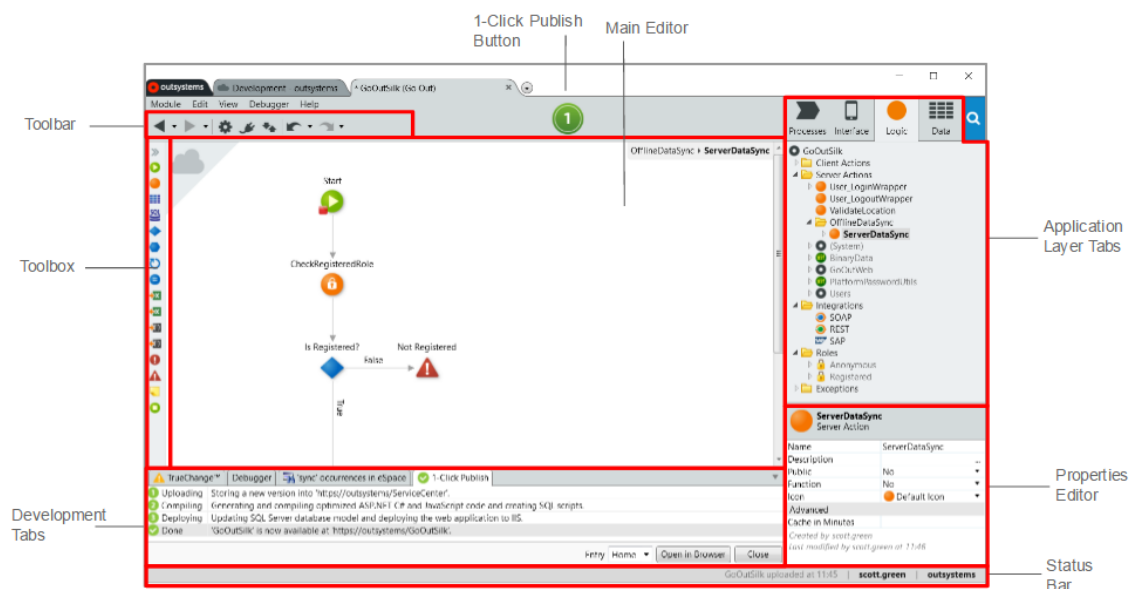 1-Click Publish
Button
Main Editor
outsystems
Development - outsystems
* GoOutSilk (Go Out)
Module Edit View Debugger Help
Toolbar
1
Processes Interface Logic Data
OfflineDataSync ServerDataSync
Start
CheckRegisteredRole
Is Registered?
Not Registered
False
True
Toolbox
GoOutSilk
Client Actions
Server Actions
User_LoginWrapper
User_LogoutWrapper
ValidateLocation
OfflineDataSync
ServerDataSync
(System)
BinaryData
GoOutWeb
PlatformPasswordUtils
Users
Integrations
SOAP
REST
SAP
Roles
Anonymous
Registered
Exceptions
Application
Layer Tabs
ServerDataSync
Server Action
Name ServerDataSync
Description ...
Public No
Function No
Icon Default Icon
Advanced
Cache in Minutes
Created by scott.green
Last modified by scott.green at 11:46
Properties
Editor
TrueChange™ Debugger 'sync' occurrences in eSpace 1-Click Publish
1 Uploading Storing a new version into 'https://outsystems/ServiceCenter'.
2 Compiling Generating and compiling optimized ASP.NET C# and JavaScript code and creating SQL scripts.
3 Deploying Updating SQL Server database model and deploying the web application to IIS.
Done 'GoOutSilk' is now available at 'https://outsystems/GoOutSilk'.
Entry Home Open in Browser Close
Development
Tabs
GoOutSilk uploaded at 11:45 | scott.green | outsystems
Status
Bar